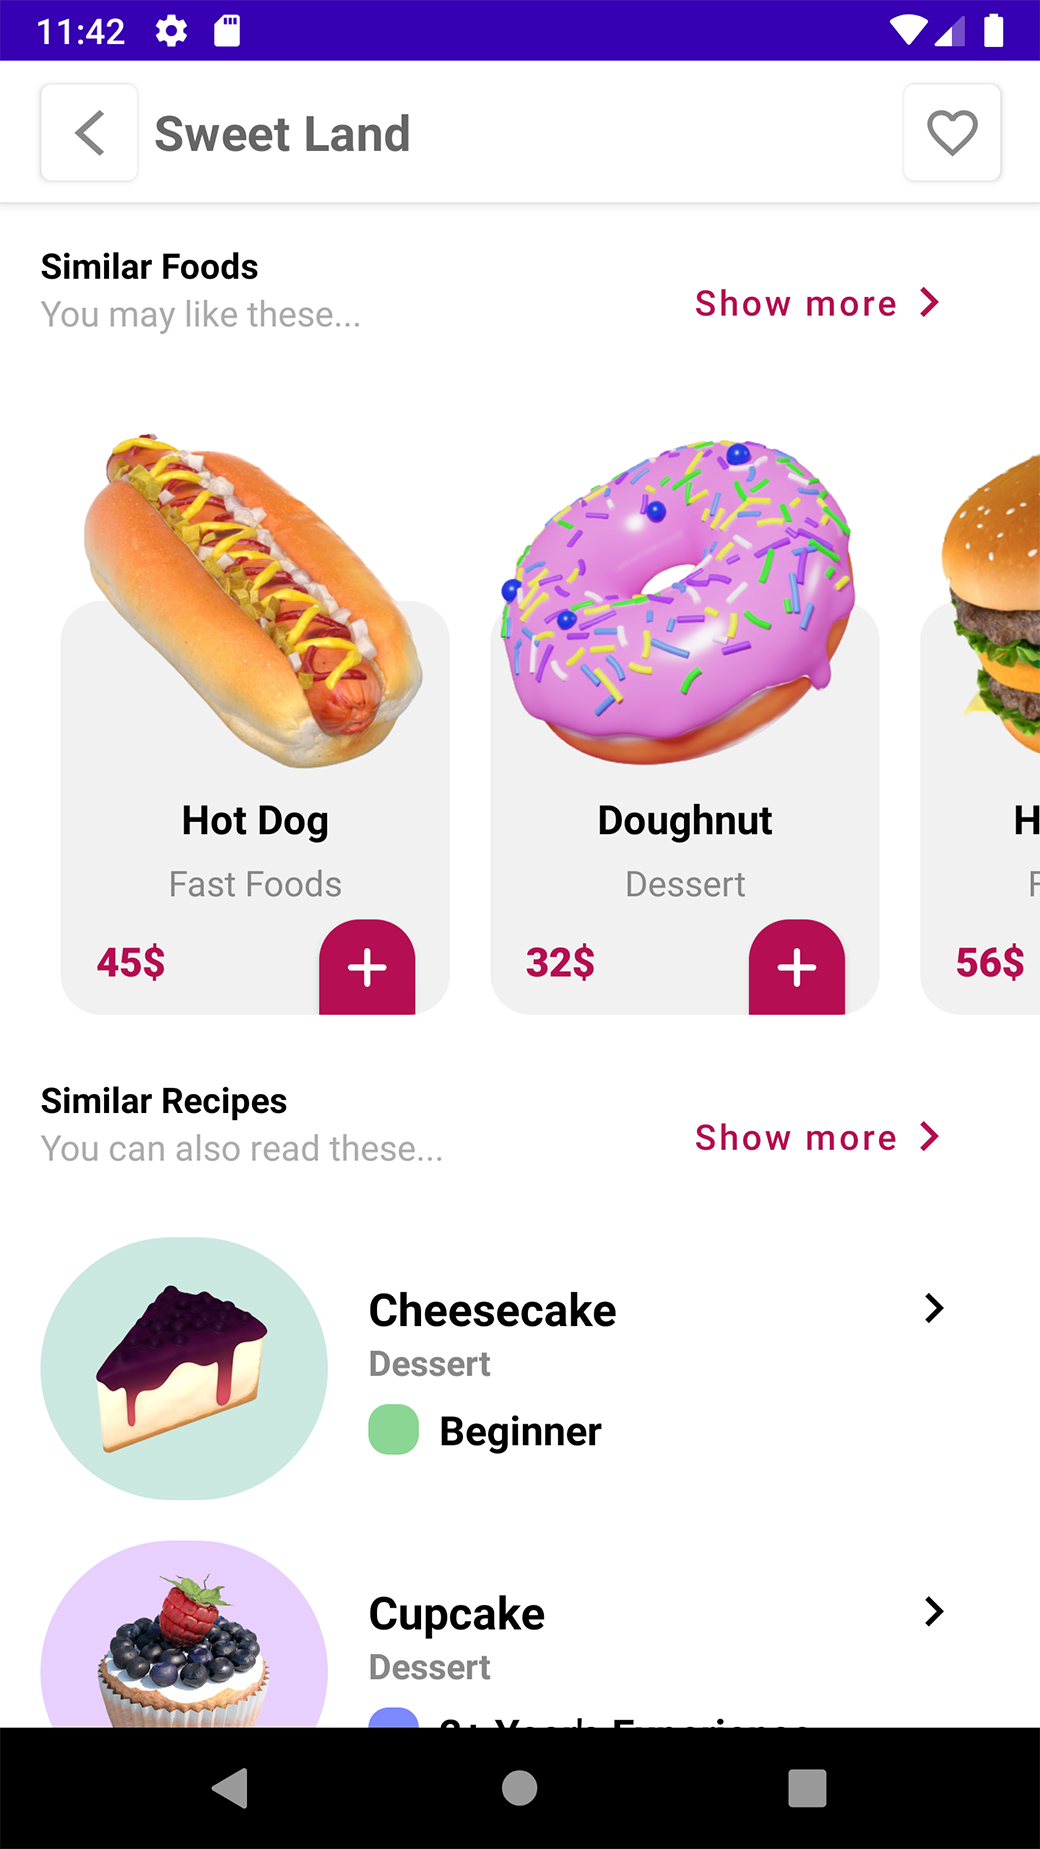 11:42
Sweet Land
Similar Foods
You may like these...
Show more
Hot Dog
Fast Foods
45$
Doughnut
Dessert
32$
H
F
56$
Similar Recipes
You can also read these...
Show more
Cheesecake
Dessert
Beginner
Cupcake
Dessert